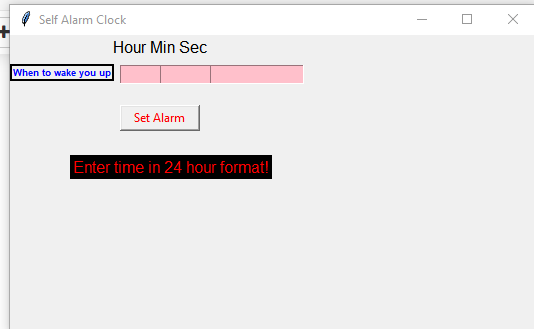 Self Alarm Clock
Hour Min Sec
When to wake you up
Set Alarm
Enter time in 24 hour format!